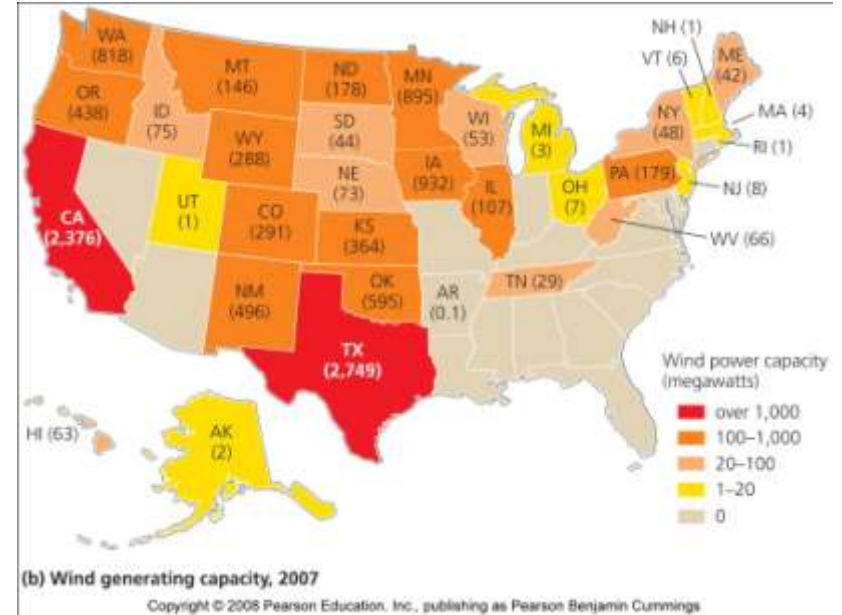 WA
(818)
OR
(438)
CA
(2,376)
ID
(75)
MT
(146)
WY
(288)
UT
(1)
CO
(291)
NM
(496)
ND
(178)
SD
(44)
NE
(73)
KS
(364)
OK
(595)
TX
(2,749)
MN
(895)
IA
(932)
WI
(53)
IL
(107)
MI
(3)
OH
(7)
AR
(0.1)
TN (29)
PA (179)
NY
(48)
NH (1)
VT (6)
ME
(42)
MA (4)
RI (1)
NJ (8)
WV (66)
HI (63)
AK
(2)
Wind power capacity
(megawatts)
over 1,000
100–1,000
20–100
1–20
0
(b) Wind generating capacity, 2007
Copyright © 2008 Pearson Education, Inc., publishing as Pearson Benjamin Cummings